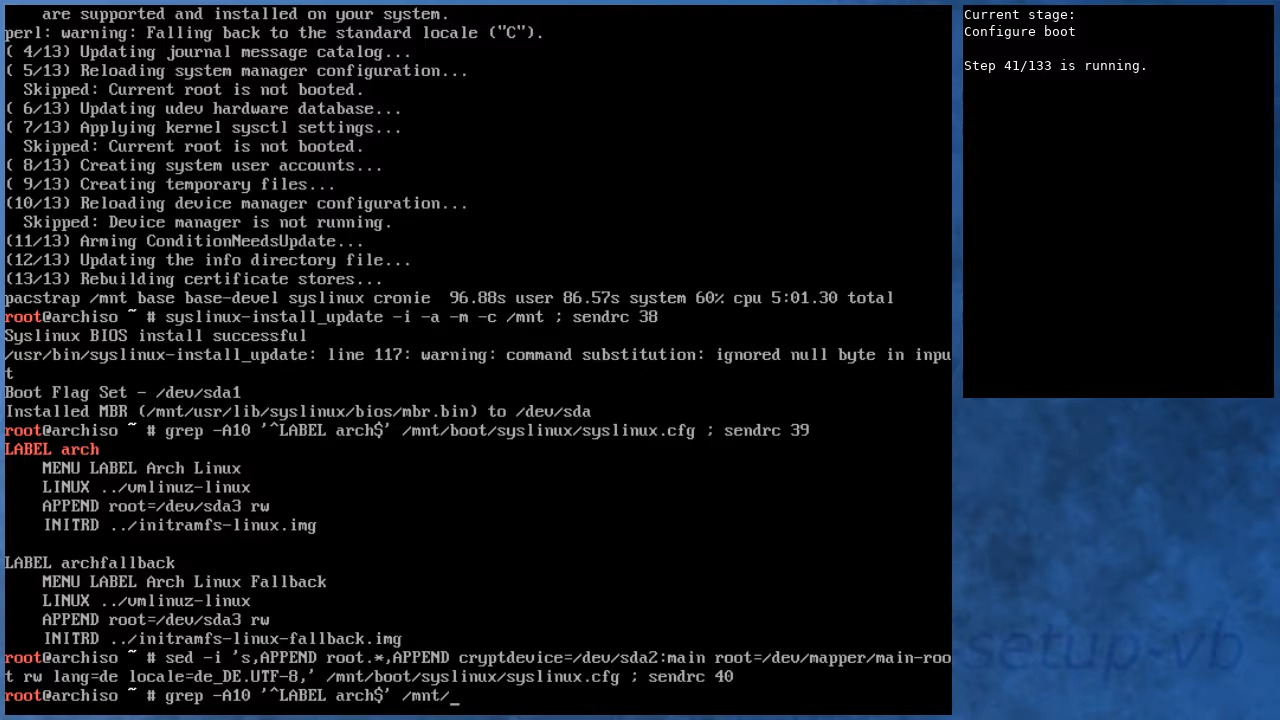 are supported and installed on your system.
perl: warning: Falling back to the standard locale ("C").
( 4/13) Updating journal message catalog...
( 5/13) Reloading system manager configuration...
  Skipped: Current root is not booted.
( 6/13) Updating udev hardware database...
( 7/13) Applying kernel sysctl settings...
  Skipped: Current root is not booted.
( 8/13) Creating system user accounts...
( 9/13) Creating temporary files...
(10/13) Reloading device manager configuration...
  Skipped: Device manager is not running.
(11/13) Arming ConditionNeedsUpdate...
(12/13) Updating the info directory file...
(13/13) Rebuilding certificate stores...
pacstrap /mnt base base-devel syslinux cronie  96.88s user 86.57s system 60% cpu 5:01.30 total
root@archiso ~ # syslinux-install_update -i -a -m -c /mnt ; sendrc 38
Syslinux BIOS install successful
/usr/bin/syslinux-install_update: line 117: warning: command substitution: ignored null byte in inpu
t
Boot Flag Set - /dev/sda1
Installed MBR (/mnt/usr/lib/syslinux/bios/mbr.bin) to /dev/sda
root@archiso ~ # grep -A10 '^LABEL arch$' /mnt/boot/syslinux/syslinux.cfg ; sendrc 39
LABEL arch
    MENU LABEL Arch Linux
    LINUX ../vmlinuz-linux
    APPEND root=/dev/sda3 rw
    INITRD ../initramfs-linux.img

LABEL archfallback
    MENU LABEL Arch Linux Fallback
    LINUX ../vmlinuz-linux
    APPEND root=/dev/sda3 rw
    INITRD ../initramfs-linux-fallback.img
root@archiso ~ # sed -i 's,APPEND root.*,APPEND cryptdevice=/dev/sda2:main root=/dev/mapper/main-roo
t rw lang=de locale=de_DE.UTF-8,' /mnt/boot/syslinux/syslinux.cfg ; sendrc 40
root@archiso ~ # grep -A10 '^LABEL arch$' /mnt/_
Current stage:
Configure boot

Step 41/133 is running.
setup-vb